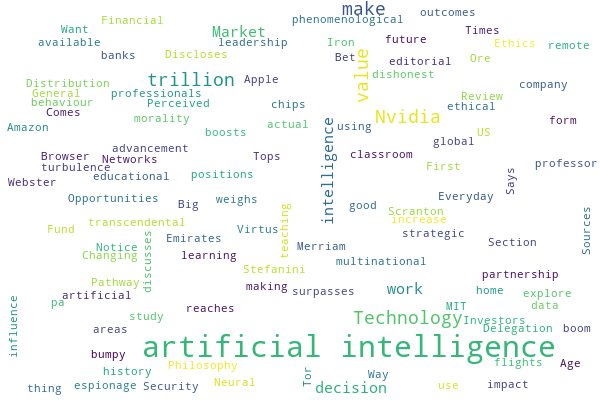 make
outcomes
Financial
phenomenological
Want
Market
Times
available
leadership
Iron
future
Ethics
remote
banks
Discloses
Bet
editorial
Ore
value
dishonest
Distribution
trillion
Apple
company
General
professionals
behaviour
Perceived
chips
Review
Comes
morality
Nvidia
ethical
form
Amazon
boosts
actual
using
US
intelligence
global
advancement
Browser
Networks
Tops
classroom
First
professor
turbulence
educational
positions
Says
Webster
Opportunities
Big
weighs
good
Everyday
Scranton
transcendental
increase
Sources
Fund
Virtus
teaching
strategic
Emirates
Notice
Merriam
Section
Changing
discusses
learning
multinational
Stefanini
partnership
Pathway
making
work
home
artificial
surpasses
explore
pa
reaches
MIT
data
study
Technology
Investors
influence
areas
Delegation
boom
bumpy
artificial intelligence
history
Philosophy
flights
Age
Tor
Way
thing
espionage
Security
Neural
decision
use
impact